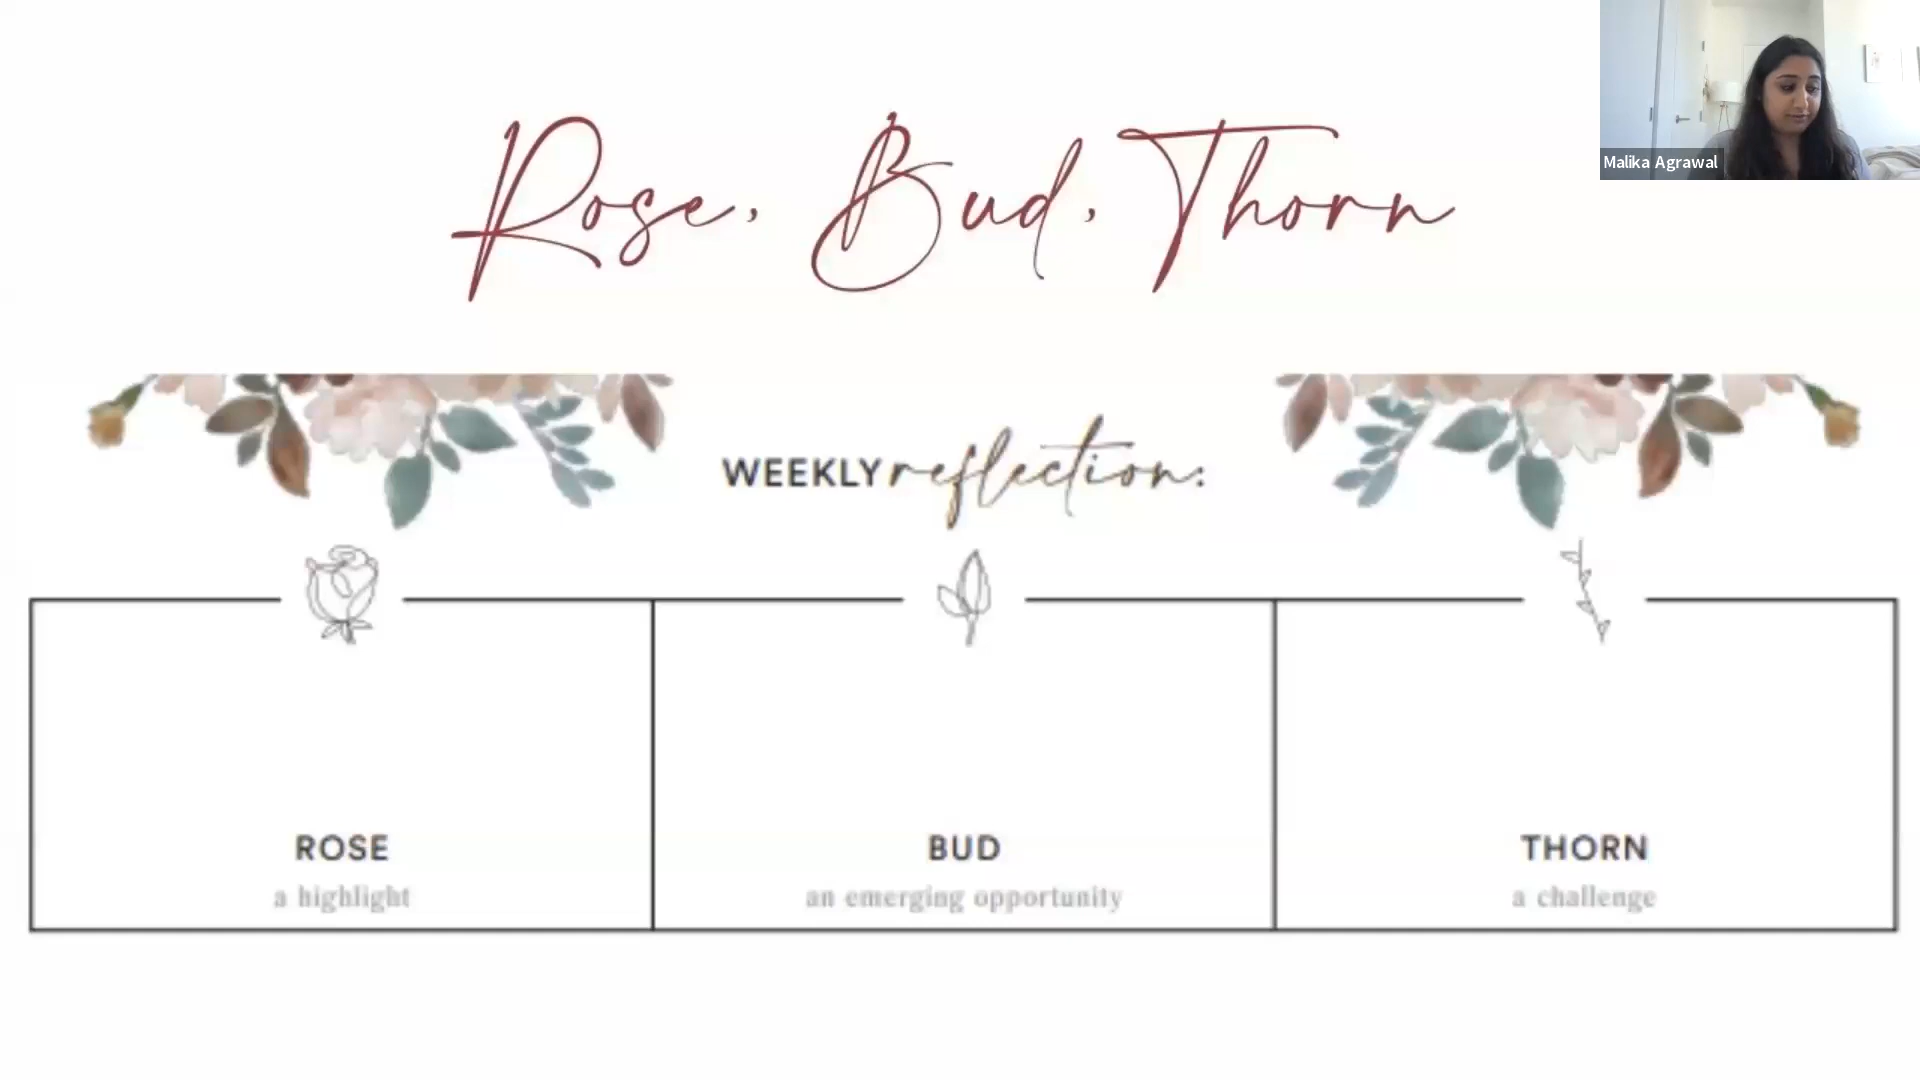 Rose, Bud, Thorn
Malika Agrawal
WEEKLY reflection:
ROSE
a highlight
BUD
an emerging opportunity
THORN
a challenge